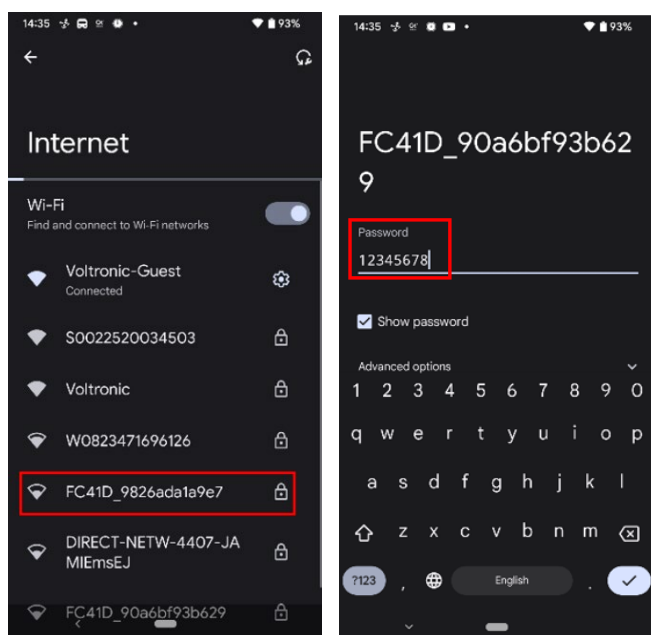 14:35
93%
Internet
Wi-Fi
Find and connect to Wi-Fi networks
Voltronic-Guest
Connected
S0022520034503
Voltronic
W0823471696126
FC41D_9826ada1a9e7
DIRECT-NETW-4407-JA
MIEmsEJ
FC41D_90a6bf93b629
14:35
93%
FC41D_90a6bf93b62
9
Password
12345678
Show password
Advanced options
1 2 3 4 5 6 7 8 9 0
q w e r t y u i o p
a s d f g h j k l
z x c v b n m
?123 , English .